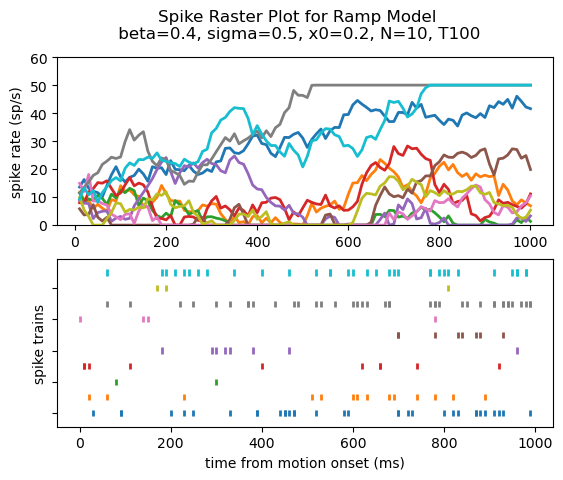 Spike Raster Plot for Ramp Model
beta=0.4, sigma=0.5, x0=0.2, N=10, T100
spike rate (sp/s)
60
50
40
30
20
10
0
0 200 400 600 800 1000
spike trains
0 200 400 600 800 1000
time from motion onset (ms)